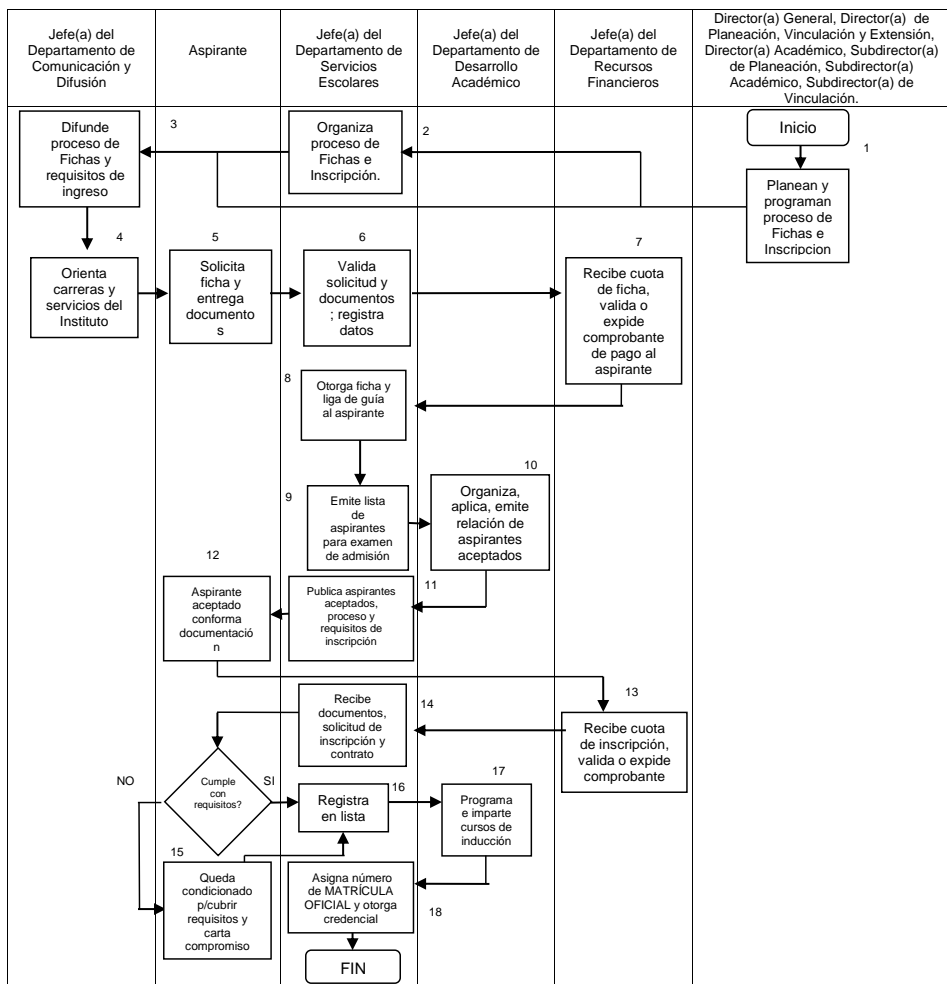 Jefe(a) del
Departamento de
Comunicación y
Difusión
Aspirante
Jefe(a) del
Departamento de
Servicios
Escolares
Jefe(a) del
Departamento de
Desarrollo
Académico
Jefe(a) del
Departamento de
Recursos
Financieros
Director(a) General, Director(a) de
Planeación, Vinculación y Extensión,
Director(a) Académico, Subdirector(a)
de Planeación, Subdirector(a)
Académico, Subdirector(a) de
Vinculación.
Inicio
1
Planean y
programan
proceso de
Fichas e
Inscripcion
2
Organiza
proceso de
Fichas e
Inscripción.
3
Difunde
proceso de
Fichas y
requisitos de
ingreso
4
Orienta
carreras y
servicios del
Instituto
5
Solicita
ficha y
entrega
documento
s
6
Valida
solicitud y
documentos
; registra
datos
7
Recibe cuota
de ficha,
valida o
expide
comprobante
de pago al
aspirante
8
Otorga ficha y
liga de guía
al aspirante
9
Emite lista
de
aspirantes
para examen
de admisión
10
Organiza,
aplica, emite
relación de
aspirantes
aceptados
11
Publica aspirantes
aceptados,
proceso y
requisitos de
inscripción
12
Aspirante
aceptado
conforma
documentació
n
13
Recibe cuota
de inscripción,
valida o expide
comprobante
14
Recibe
documentos,
solicitud de
inscripción y
contrato
NO
Cumple
con
requisitos?
SI
15
Queda
condicionado
p/cubrir
requisitos y
carta
compromiso
16
Registra
en lista
17
Programa
e imparte
cursos de
inducción
Asigna número
de MATRÍCULA
OFICIAL y otorga
credencial
18
FIN